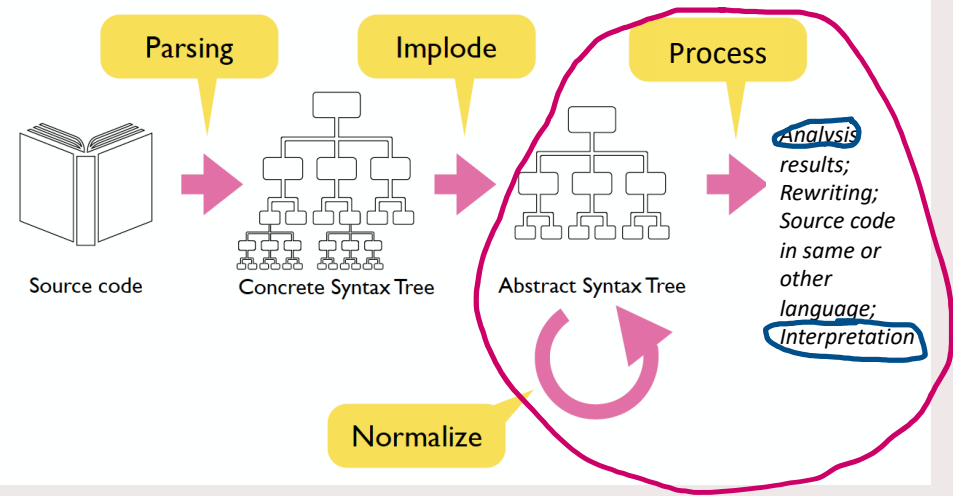 Parsing
Implode
Process
Analysis
results;
Rewriting;
Source code
in same or
other
language;
Interpretation
Source code
Concrete Syntax Tree
Abstract Syntax Tree
Normalize